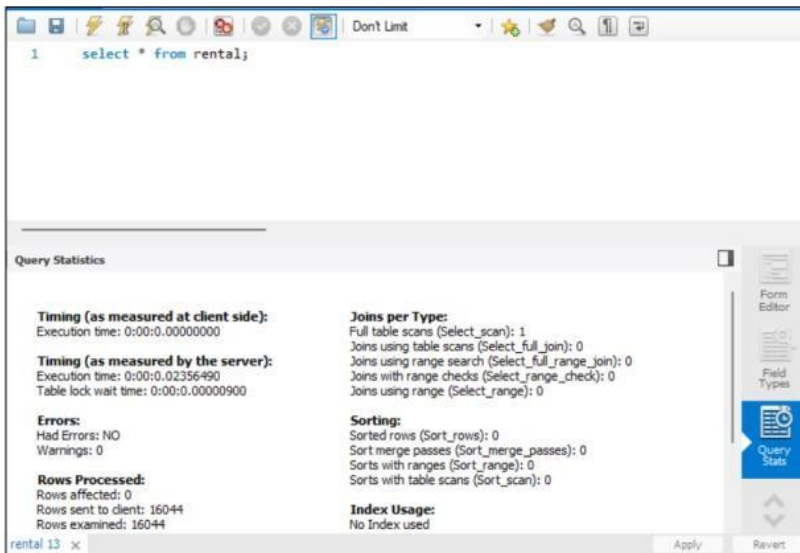 Don't Limit
1 select * from rental;
Query Statistics
Timing (as measured at client side):
Execution time: 0:00:0.00000000
Timing (as measured by the server):
Execution time: 0:00:0.02356490
Table lock wait time: 0:00:0.00000900
Errors:
Had Errors: NO
Warnings: 0
Rows Processed:
Rows affected: 0
Rows sent to client: 16044
Rows examined: 16044
Joins per Type:
Full table scans (Select_scan): 1
Joins using table scans (Select_full_join): 0
Joins using range search (Select_full_range_join): 0
Joins with range checks (Select_range_check): 0
Joins using range (Select_range): 0
Sorting:
Sorted rows (Sort_rows): 0
Sort merge passes (Sort_merge_passes): 0
Sorts with ranges (Sort_range): 0
Sorts with table scans (Sort_scan): 0
Index Usage:
No Index used
Form
Editor
Field
Types
Query
Stats
rental 13
Apply
Revert